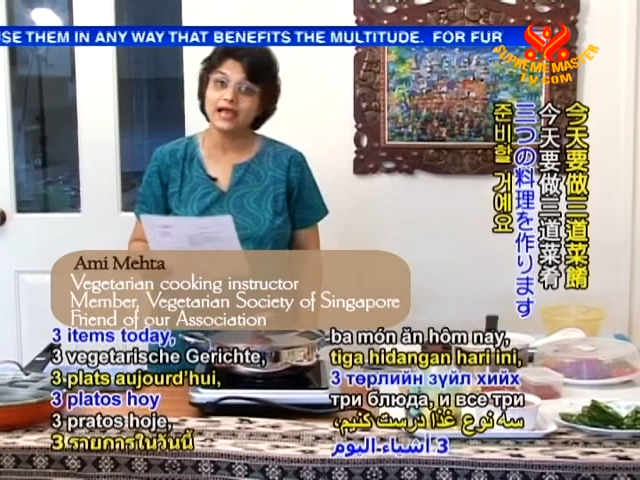 SE THEM IN ANY WAY THAT BENEFITS THE MULTITUDE. FOR FUR
SUPREME MASTER
TV.COM
今天要做三道菜餚
今天要做三道菜肴
三つの料理を作ります
준비할 거예요
Ami Mehta
Vegetarian cooking instructor
Member, Vegetarian Society of Singapore
Friend of our Association
3 items today,
3 vegetarische Gerichte,
3 plats aujourd'hui,
3 platos hoy
3 pratos hoje,
3 รายการในวันนี้
ba món ăn hôm nay,
tiga hidangan hari ini,
3 төрлийн зүйл хийх
три блюда, и все три
سه نوع غذا درست کنیم،
3 أشياء اليوم